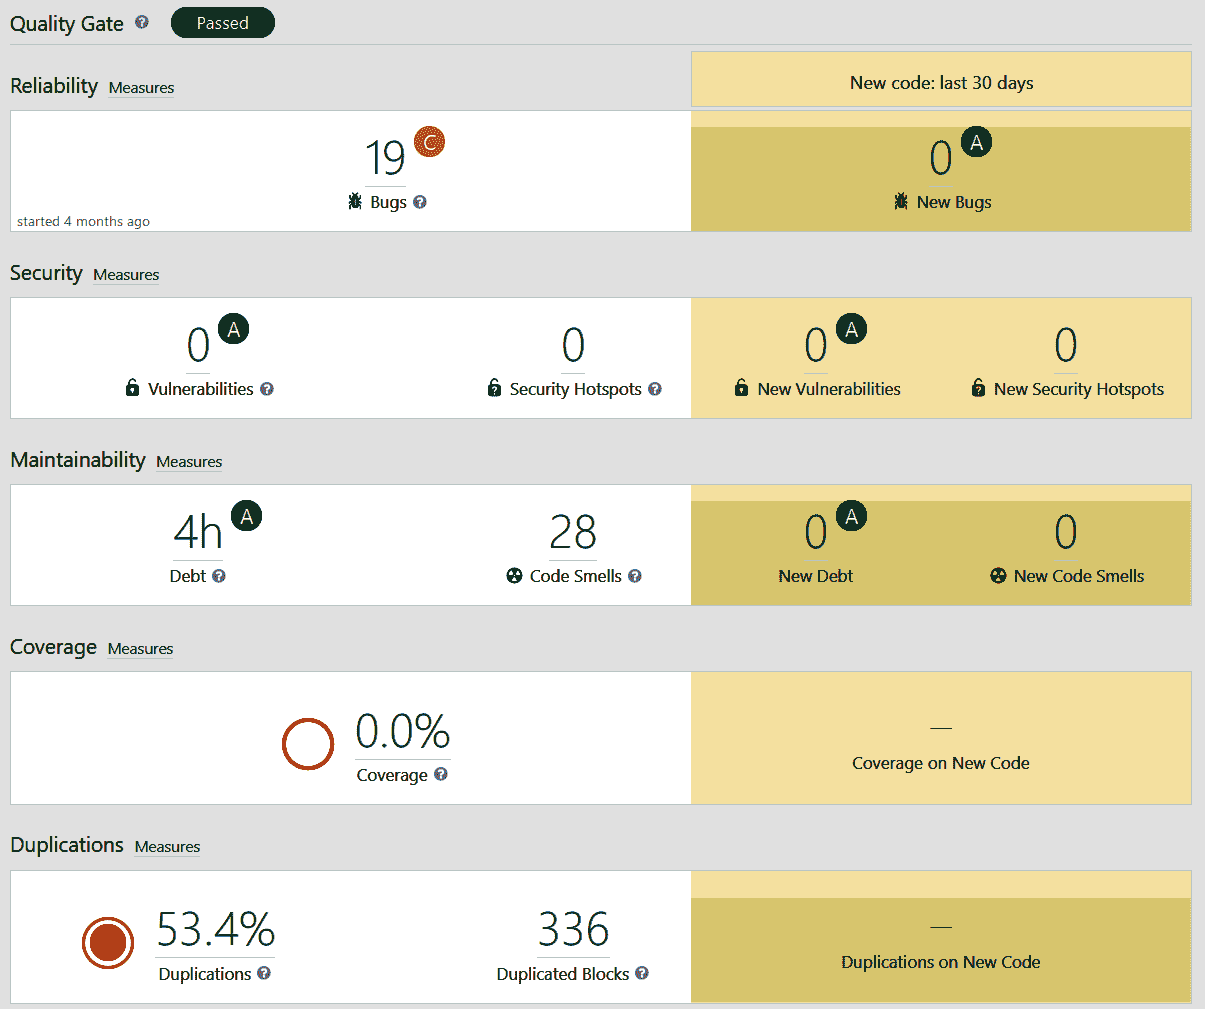 Quality Gate ? Passed
Reliability Measures
New code: last 30 days
19 C
Bugs ?
started 4 months ago
0 A
New Bugs
Security Measures
0 A
Vulnerabilities ?
0
Security Hotspots ?
0 A
New Vulnerabilities
0
New Security Hotspots
Maintainability Measures
4h A
Debt ?
28
Code Smells ?
0 A
New Debt
0
New Code Smells
Coverage Measures
0.0%
Coverage ?
—
Coverage on New Code
Duplications Measures
53.4%
Duplications ?
336
Duplicated Blocks ?
—
Duplications on New Code